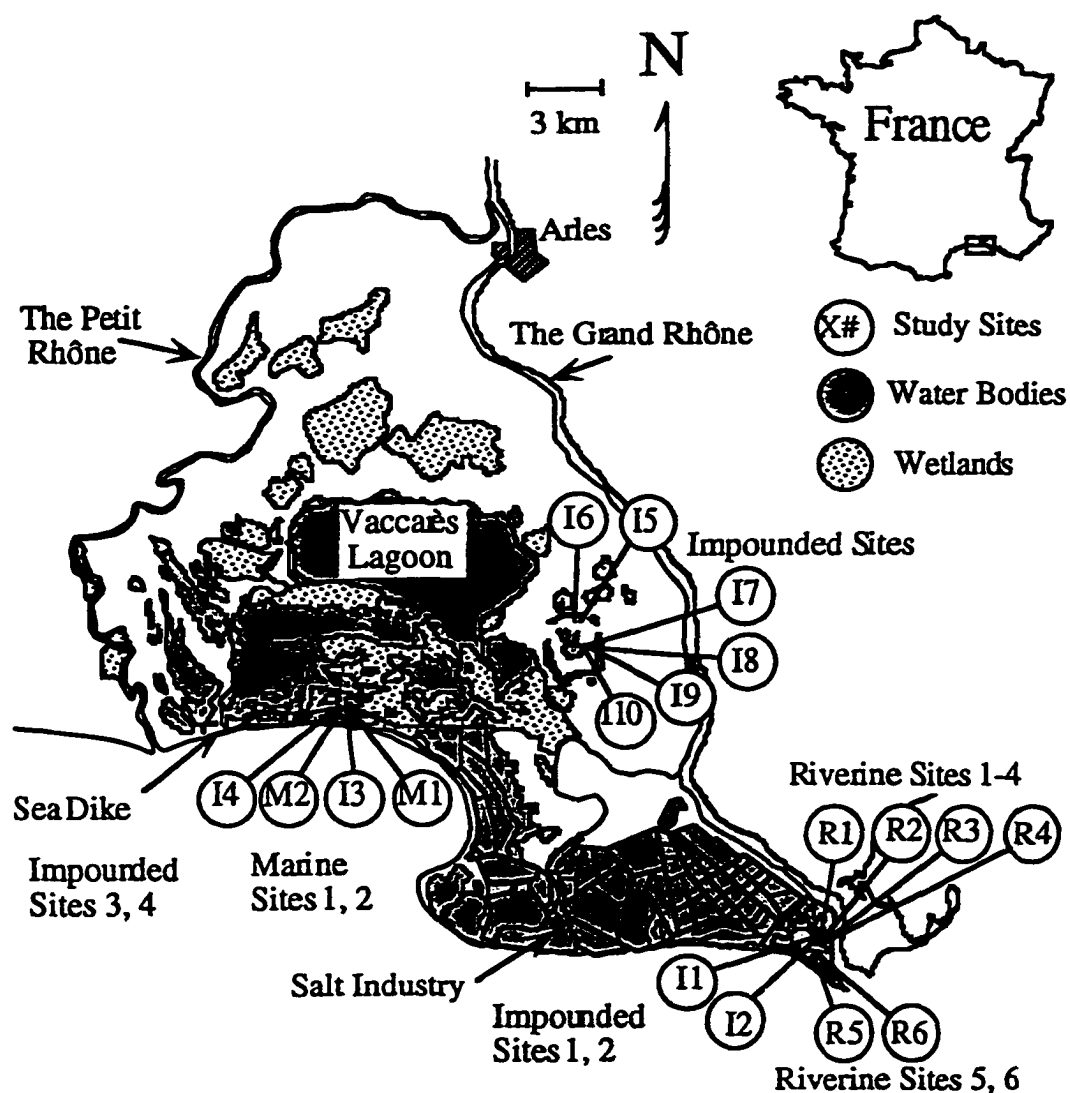 N
3 km
France
Arles
The Petit
Rhône
The Grand Rhône
X#
Study Sites
Water Bodies
Wetlands
Vaccarès
Lagoon
I6
I5
Impounded Sites
I7
I8
I9
I10
Sea Dike
I4
M2
I3
M1
Impounded
Sites 3, 4
Marine
Sites 1, 2
Riverine Sites 1-4
R1
R2
R3
R4
Salt Industry
Impounded
Sites 1, 2
I1
I2
R5
R6
Riverine Sites 5, 6